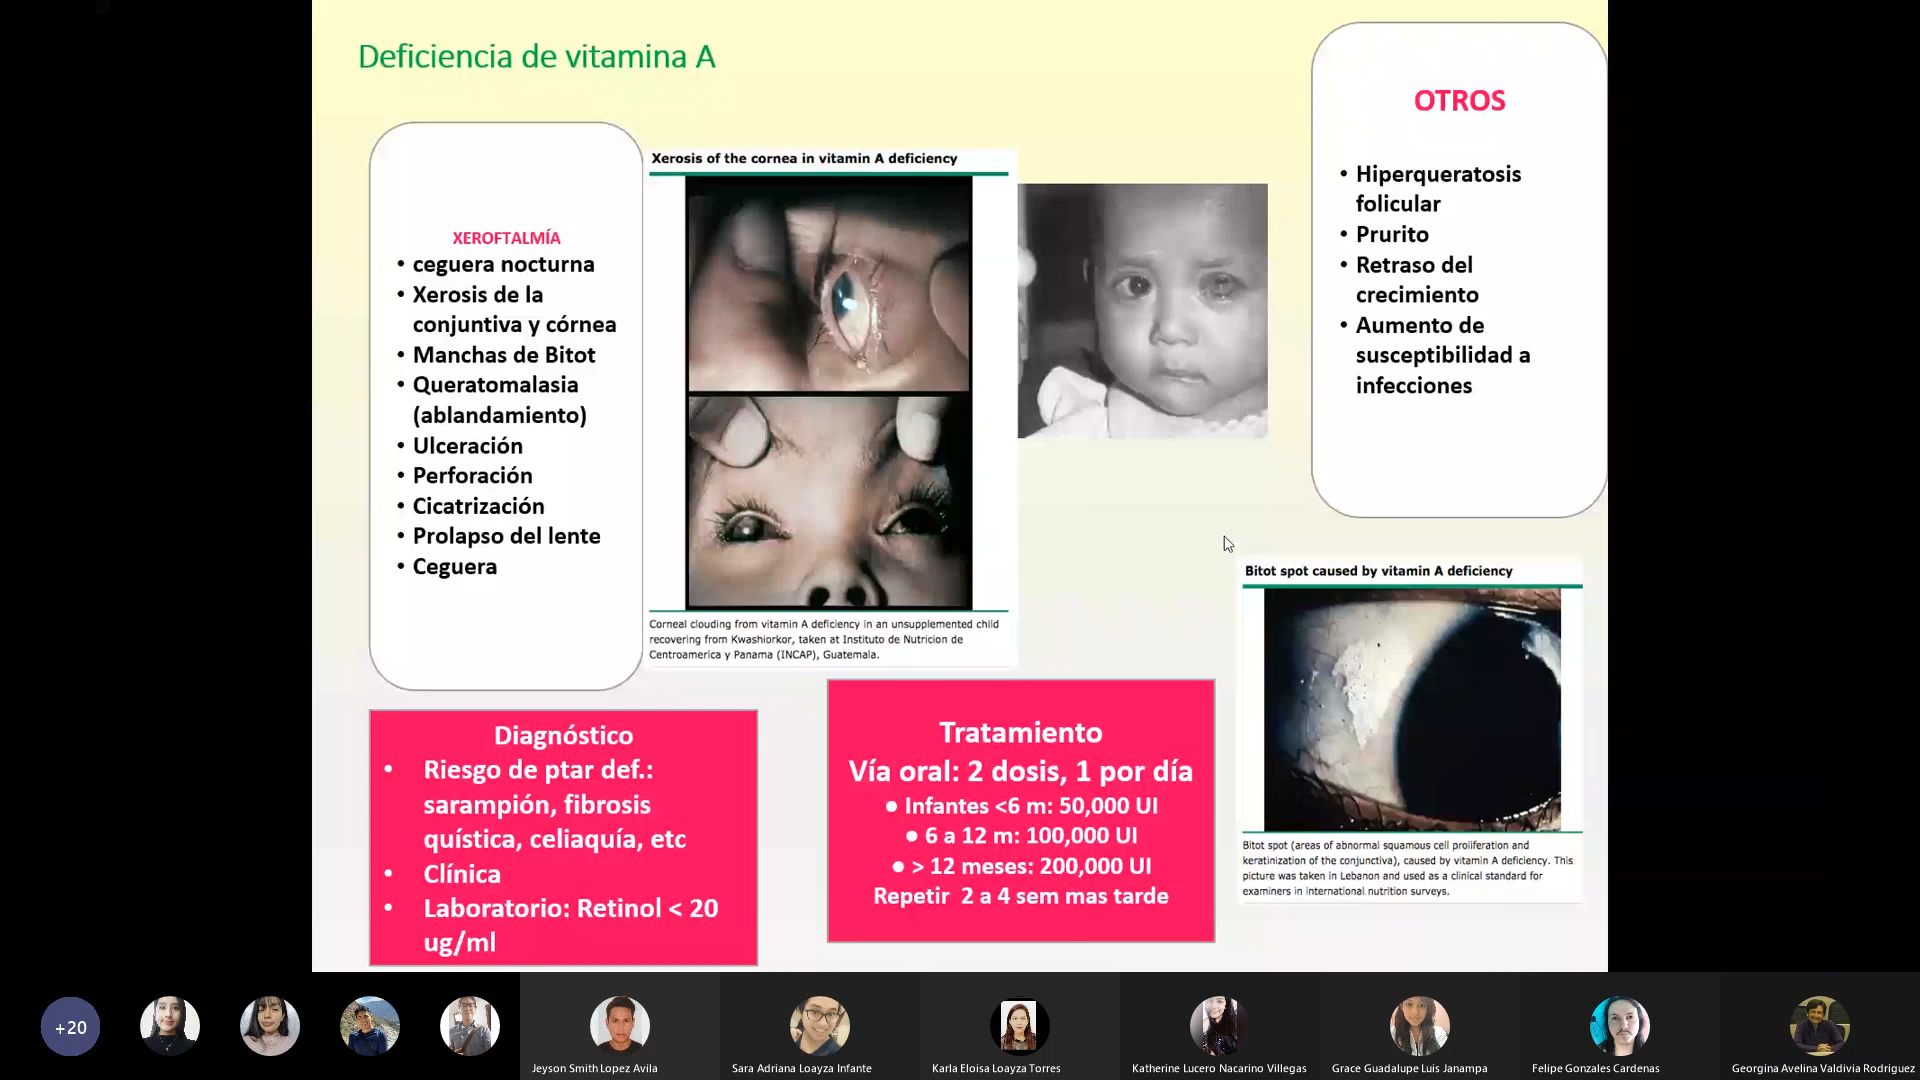 Deficiencia de vitamina A
XEROFTALMÍA
• ceguera nocturna
• Xerosis de la
conjuntiva y córnea
• Manchas de Bitot
• Queratomalasia
(ablandamiento)
• Ulceración
• Perforación
• Cicatrización
• Prolapso del lente
• Ceguera
Xerosis of the cornea in vitamin A deficiency
Corneal clouding from vitamin A deficiency in an unsupplemented child
recovering from Kwashiorkor, taken at Instituto de Nutricion de
Centroamerica y Panama (INCAP), Guatemala.
OTROS
• Hiperqueratosis
folicular
• Prurito
• Retraso del
crecimiento
• Aumento de
susceptibilidad a
infecciones
Bitot spot caused by vitamin A deficiency
Bitot spot (areas of abnormal squamous cell proliferation and
keratinization of the conjunctiva), caused by vitamin A deficiency. This
picture was taken in Lebanon and used as a clinical standard for
examiners in international nutrition surveys.
Diagnóstico
• Riesgo de ptar def.:
sarampión, fibrosis
quística, celiaquía, etc
• Clínica
• Laboratorio: Retinol < 20
ug/ml
Tratamiento
Vía oral: 2 dosis, 1 por día
● Infantes <6 m: 50,000 UI
● 6 a 12 m: 100,000 UI
● > 12 meses: 200,000 UI
Repetir 2 a 4 sem mas tarde
+20
Jeyson Smith Lopez Avila
Sara Adriana Loayza Infante
Karla Eloisa Loayza Torres
Katherine Lucero Nacarino Villegas
Grace Guadalupe Luis Janampa
Felipe Gonzales Cardenas
Georgina Avelina Valdivia Rodriguez